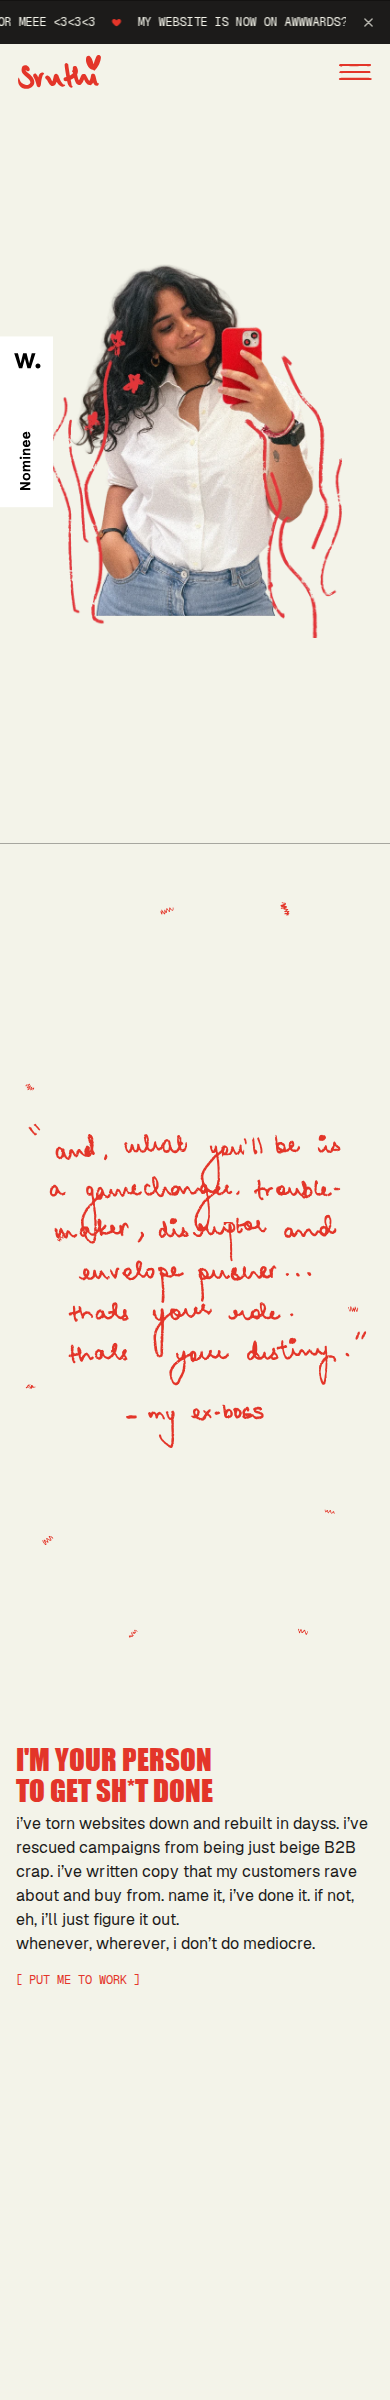 OR MEEE <3<3<3 MY WEBSITE IS NOW ON AWWWARDS?
Sruthi
W.
Nominee
"and, what you'll be is
a gamechanger. trouble-
maker, disruptor and
envelope pusher...
thats your role.
thats your destiny."
- my ex-boss
I'M YOUR PERSON
TO GET SH*T DONE
i've torn websites down and rebuilt in dayss. i've
rescued campaigns from being just beige B2B
crap. i've written copy that my customers rave
about and buy from. name it, i've done it. if not,
eh, i'll just figure it out.
whenever, wherever, i don't do mediocre.
[ PUT ME TO WORK ]